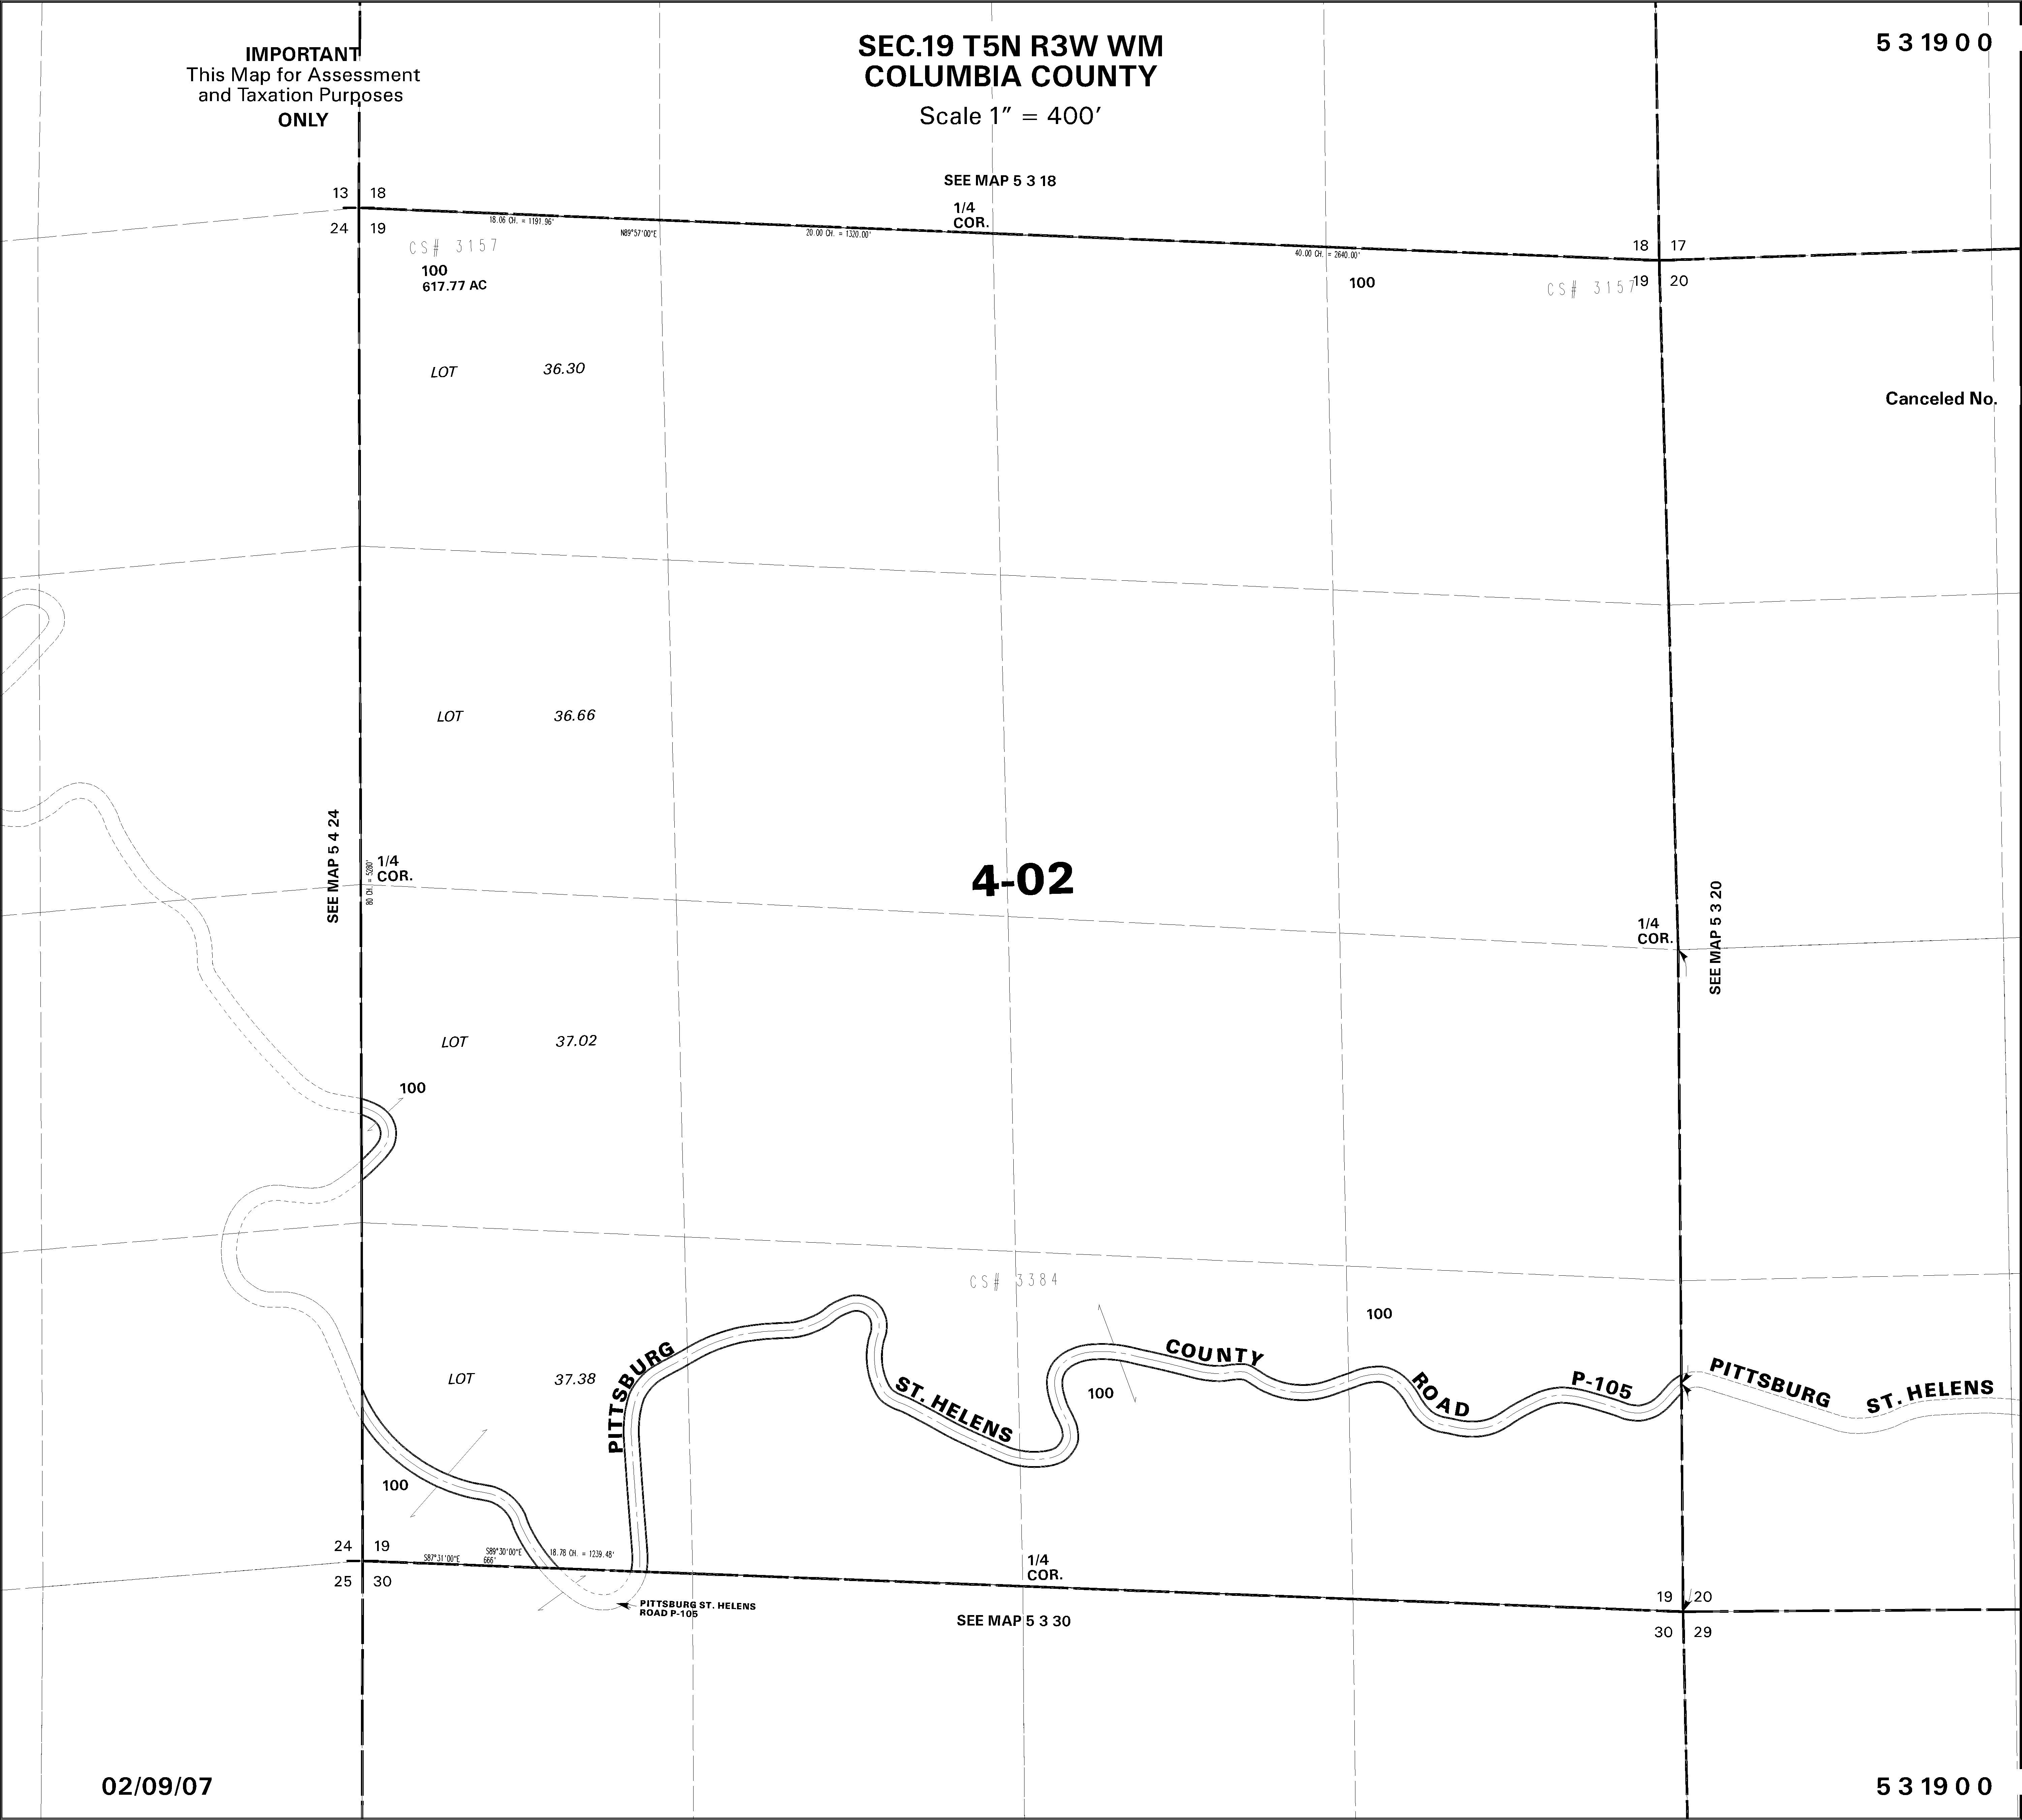 IMPORTANT
This Map for Assessment
and Taxation Purposes
ONLY
SEC.19 T5N R3W WM
COLUMBIA COUNTY
Scale 1" = 400'
5 3 19 0 0
SEE MAP 5 3 18
13 18
24 19
1/4
COR.
18.06 CH. = 1191.96'
N89°57'00"E
20.00 CH. = 1320.00'
40.00 CH. = 2640.00'
18 17
19 20
CS# 3157
100
617.77 AC
100
CS# 3157
LOT 36.30
Canceled No.
LOT 36.66
SEE MAP 5 4 24
80 CH. = 5280'
1/4
COR.
4-02
1/4
COR.
SEE MAP 5 3 20
LOT 37.02
100
CS# 3384
100
LOT 37.38
PITTSBURG
ST. HELENS
COUNTY
ROAD
P-105
PITTSBURG
ST. HELENS
100
100
24 19
25 30
S87°31'00"E
S89°30'00"E
666'
18.78 CH. = 1239.48'
1/4
COR.
PITTSBURG ST. HELENS
ROAD P-105
SEE MAP 5 3 30
19 20
30 29
02/09/07
5 3 19 0 0